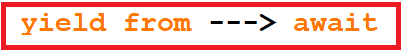 yield from ---> await